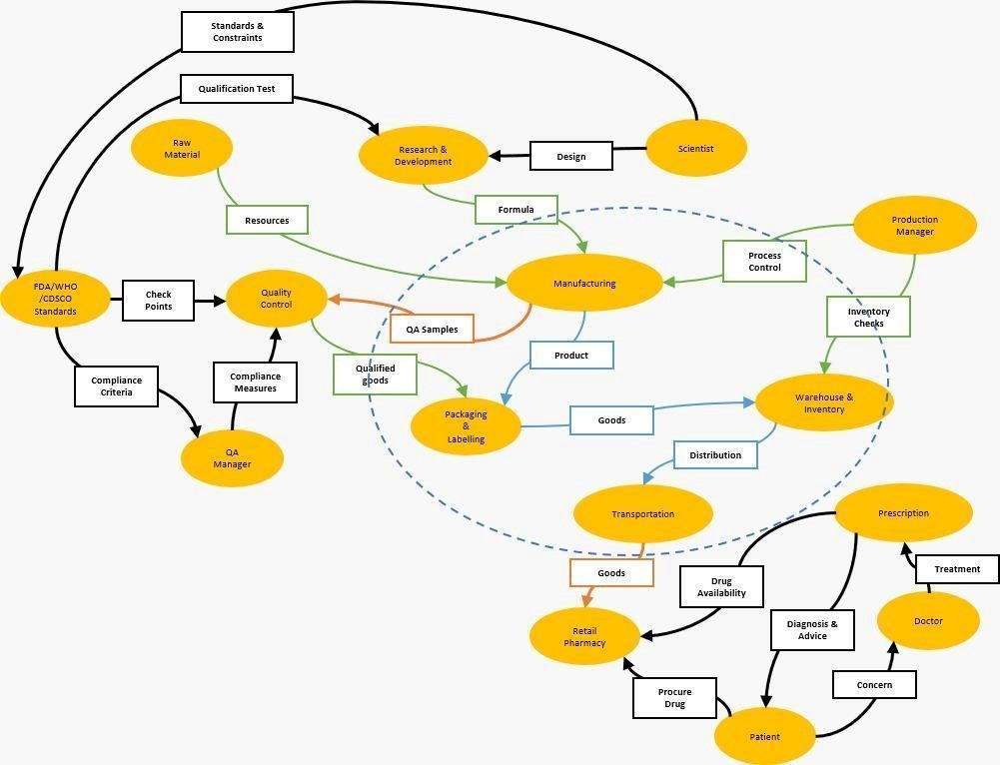 Standards &
Constraints
Qualification Test
Raw
Material
Research &
Development
Design
Scientist
Resources
Formula
Production
Manager
Process
Control
FDA/WHO
/CDSCO
Standards
Check
Points
Quality
Control
Manufacturing
Inventory
Checks
QA Samples
Product
Qualified
goods
Compliance
Criteria
Compliance
Measures
Packaging
&
Labelling
Goods
Warehouse &
Inventory
QA
Manager
Distribution
Transportation
Prescription
Goods
Drug
Availability
Treatment
Retail
Pharmacy
Diagnosis &
Advice
Doctor
Procure
Drug
Concern
Patient